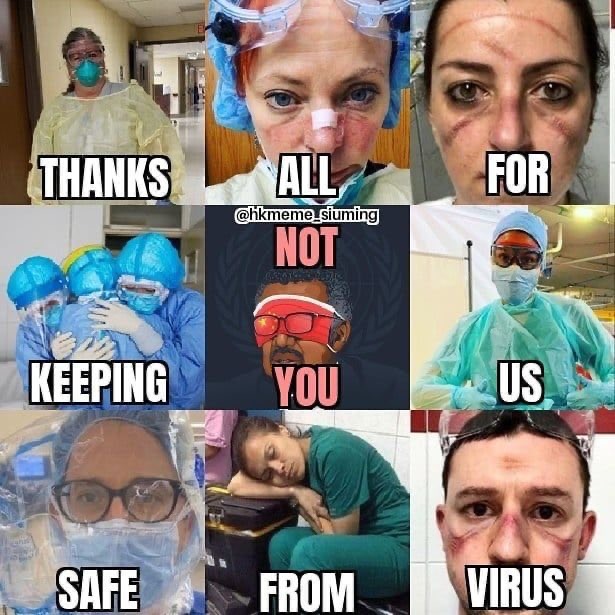 THANKS
ALL
FOR
@hkmeme_siuming
KEEPING
NOT
YOU
US
SAFE
FROM
VIRUS